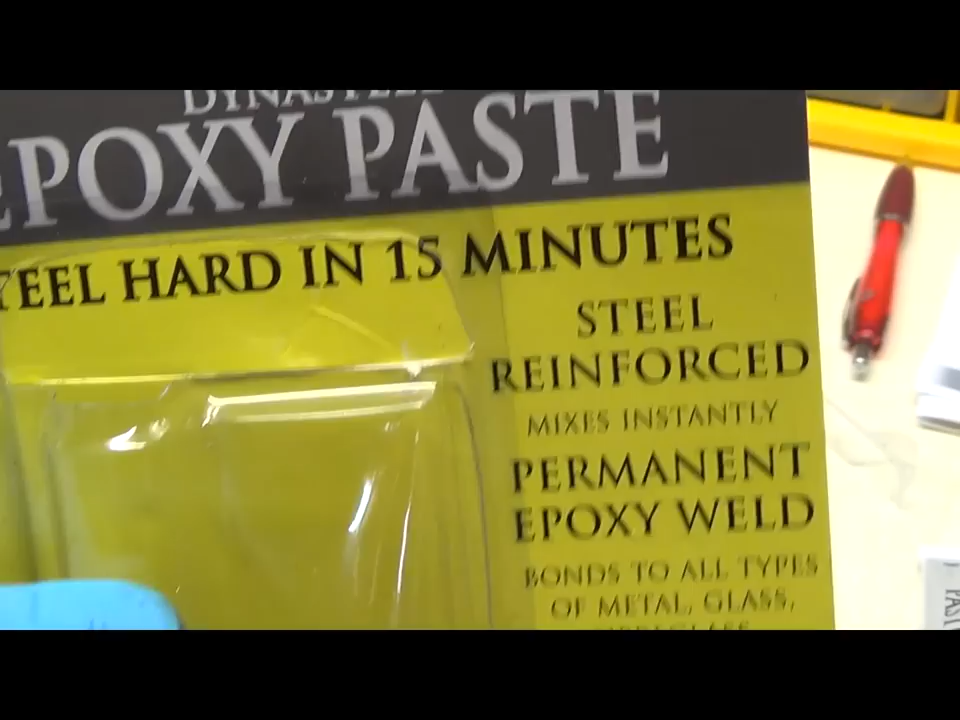 DYNASTEEL
EPOXY PASTE
TEEL HARD IN 15 MINUTES
STEEL
REINFORCED
MIXES INSTANTLY
PERMANENT
EPOXY WELD
BONDS TO ALL TYPES
OF METAL, GLASS,